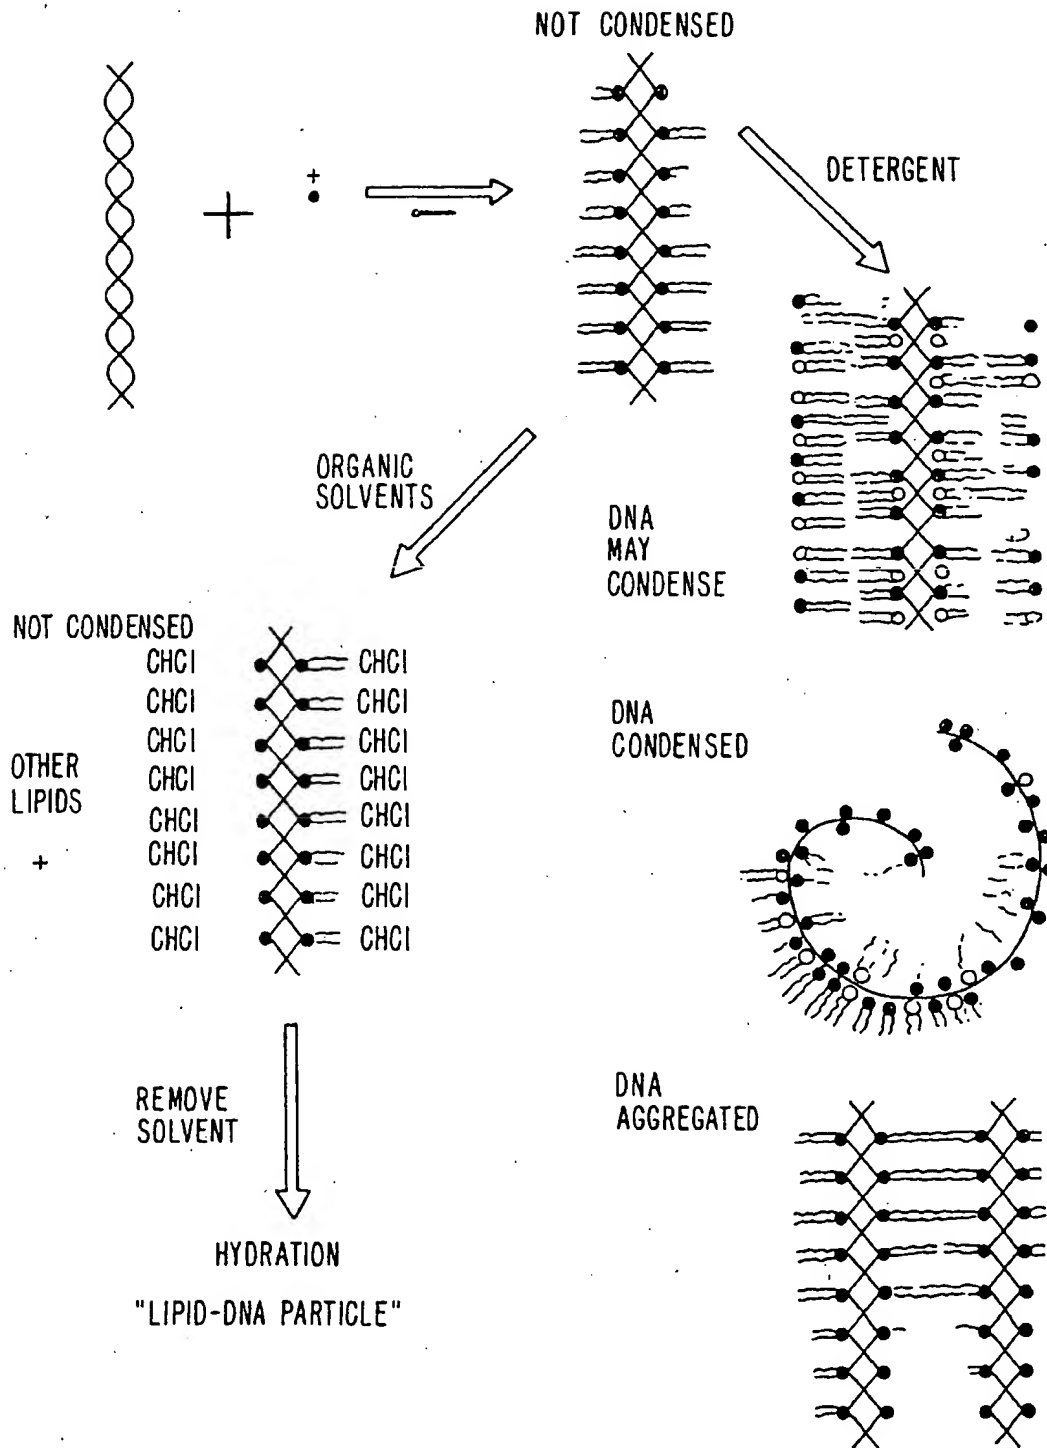 NOT CONDENSED
+
+
DETERGENT
ORGANIC
SOLVENTS
DNA
MAY
CONDENSE
NOT CONDENSED
CHCl CHCl
CHCl CHCl
CHCl CHCl
OTHER
LIPIDS
CHCl CHCl
CHCl CHCl
+
CHCl CHCl
CHCl CHCl
CHCl CHCl
DNA
CONDENSED
REMOVE
SOLVENT
DNA
AGGREGATED
HYDRATION
"LIPID-DNA PARTICLE"